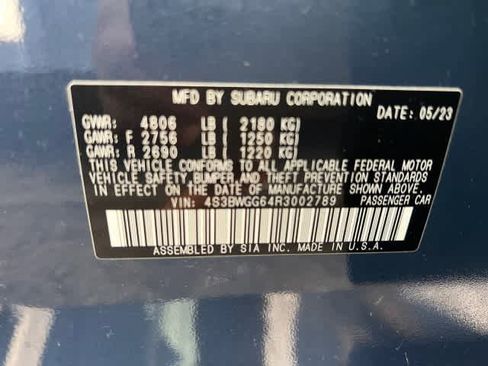 MFD BY SUBARU CORPORATION
GVWR: 4806 LB ( 2180 KG) DATE: 05/23
GAWR: F 2756 LB ( 1250 KG)
GAWR: R 2690 LB ( 1220 KG)
THIS VEHICLE CONFORMS TO ALL APPLICABLE FEDERAL MOTOR
VEHICLE SAFETY, BUMPER, AND THEFT PREVENTION STANDARDS
IN EFFECT ON THE DATE OF MANUFACTURE SHOWN ABOVE.
VIN: 4S3BWGG64R3002789 PASSENGER CAR
ASSEMBLED BY SIA INC. MADE IN U.S.A.